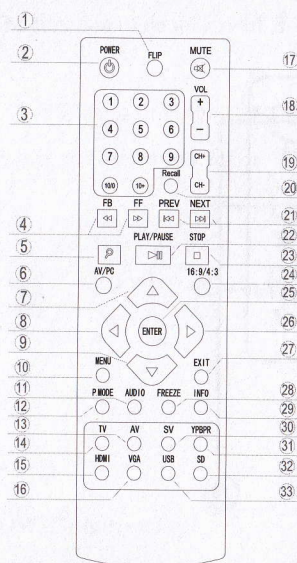 1
POWER
FLIP
MUTE
2
17
3
VOL
+
−
18
1 2 3
4 5 6
7 8 9
10/0 10+
Recall
CH+
CH-
19
20
FB FF PREV NEXT
4
21
PLAY/PAUSE STOP
5
22
23
AV/PC
16:9/4:3
6
24
7
25
8
ENTER
26
9
27
MENU
EXIT
10
11
P MODE AUDIO FREEZE INFO
12
28
29
13
TV AV SV YPBPR
14
30
HDMI VGA USB SD
15
32
16
33